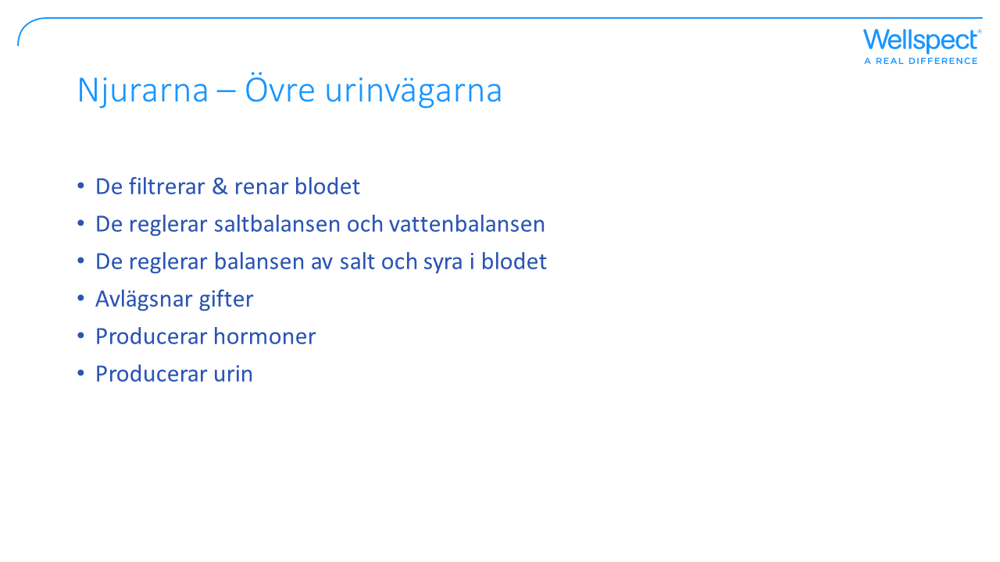 Wellspect®
A REAL DIFFERENCE
Njurarna – Övre urinvägarna
• De filtrerar & renar blodet
• De reglerar saltbalansen och vattenbalansen
• De reglerar balansen av salt och syra i blodet
• Avlägsnar gifter
• Producerar hormoner
• Producerar urin